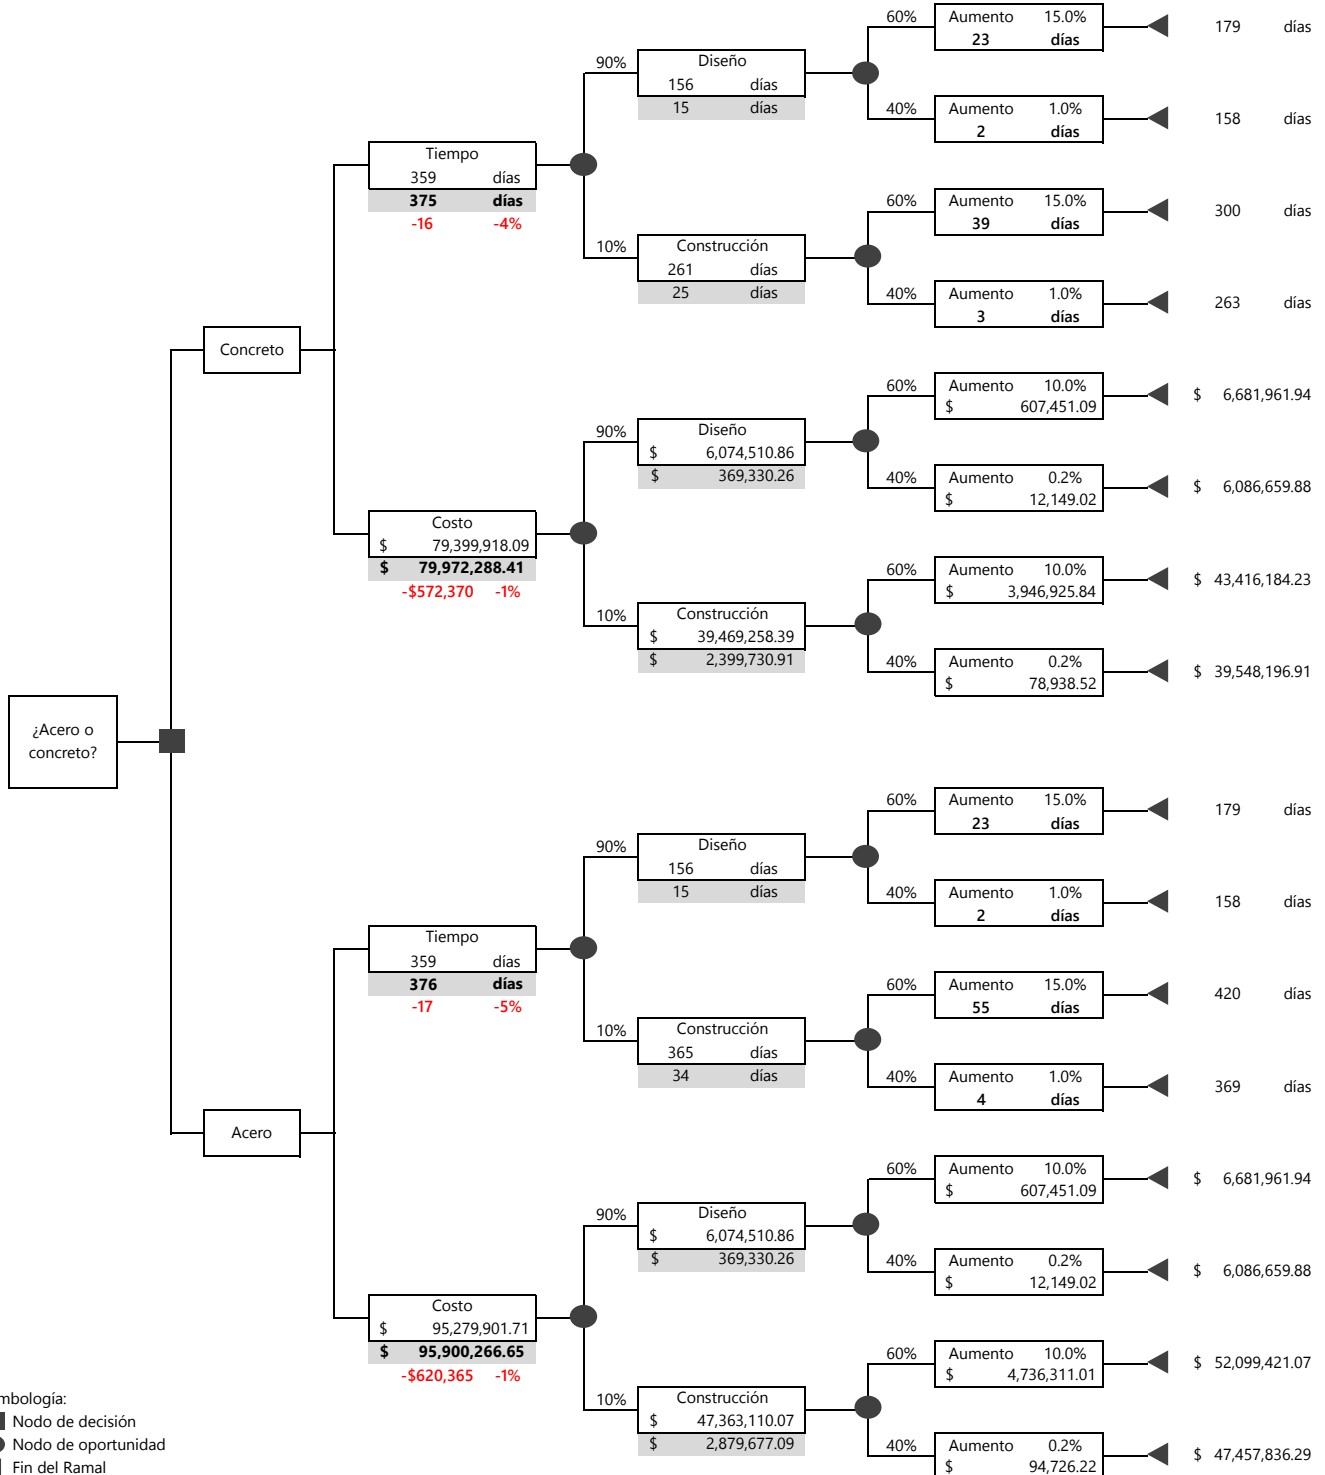 60% Aumento 15.0% 179 días
23 días
90% Diseño
156 días
15 días
40% Aumento 1.0% 158 días
2 días
Tiempo
359 días
375 días
-16 -4%
60% Aumento 15.0% 300 días
39 días
10% Construcción
261 días
25 días
40% Aumento 1.0% 263 días
3 días
Concreto
60% Aumento 10.0% $ 6,681,961.94
$ 607,451.09
90% Diseño
$ 6,074,510.86
$ 369,330.26
40% Aumento 0.2% $ 6,086,659.88
$ 12,149.02
Costo
$ 79,399,918.09
$ 79,972,288.41
-$572,370 -1%
60% Aumento 10.0% $ 43,416,184.23
$ 3,946,925.84
10% Construcción
$ 39,469,258.39
$ 2,399,730.91
40% Aumento 0.2% $ 39,548,196.91
$ 78,938.52
¿Acero o
concreto?
60% Aumento 15.0% 179 días
23 días
90% Diseño
156 días
15 días
40% Aumento 1.0% 158 días
2 días
Tiempo
359 días
376 días
-17 -5%
60% Aumento 15.0% 420 días
55 días
10% Construcción
365 días
34 días
40% Aumento 1.0% 369 días
4 días
Acero
60% Aumento 10.0% $ 6,681,961.94
$ 607,451.09
90% Diseño
$ 6,074,510.86
$ 369,330.26
40% Aumento 0.2% $ 6,086,659.88
$ 12,149.02
Costo
$ 95,279,901.71
$ 95,900,266.65
-$620,365 -1%
60% Aumento 10.0% $ 52,099,421.07
$ 4,736,311.01
10% Construcción
$ 47,363,110.07
$ 2,879,677.09
40% Aumento 0.2% $ 47,457,836.29
$ 94,726.22
mbología:
Nodo de decisión
Nodo de oportunidad
Fin del Ramal